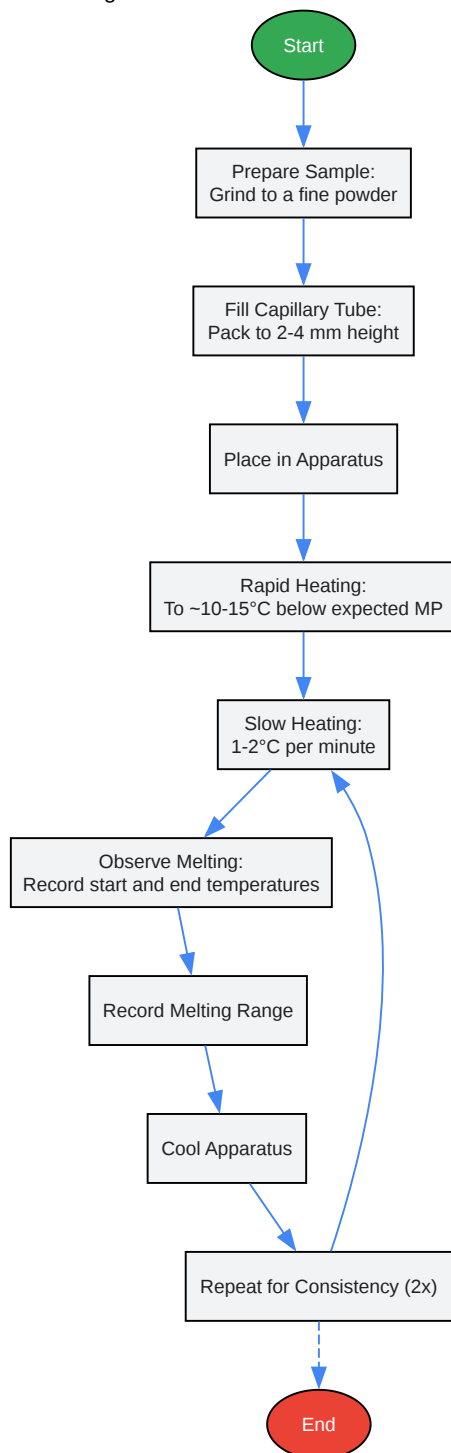 Start
Prepare Sample:
Grind to a fine powder
Fill Capillary Tube:
Pack to 2-4 mm height
Place in Apparatus
Rapid Heating:
To ~10-15°C below expected MP
Slow Heating:
1-2°C per minute
Observe Melting:
Record start and end temperatures
Record Melting Range
Cool Apparatus
Repeat for Consistency (2x)
End